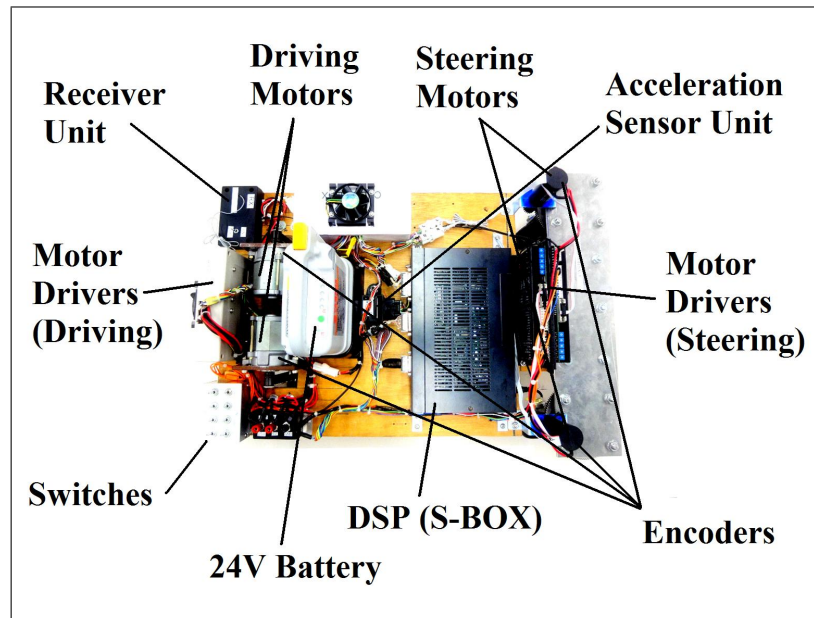 Driving
Motors
Steering
Motors
Acceleration
Sensor Unit
Receiver
Unit
Motor
Drivers
(Driving)
Motor
Drivers
(Steering)
Switches
DSP (S-BOX)
Encoders
24V Battery